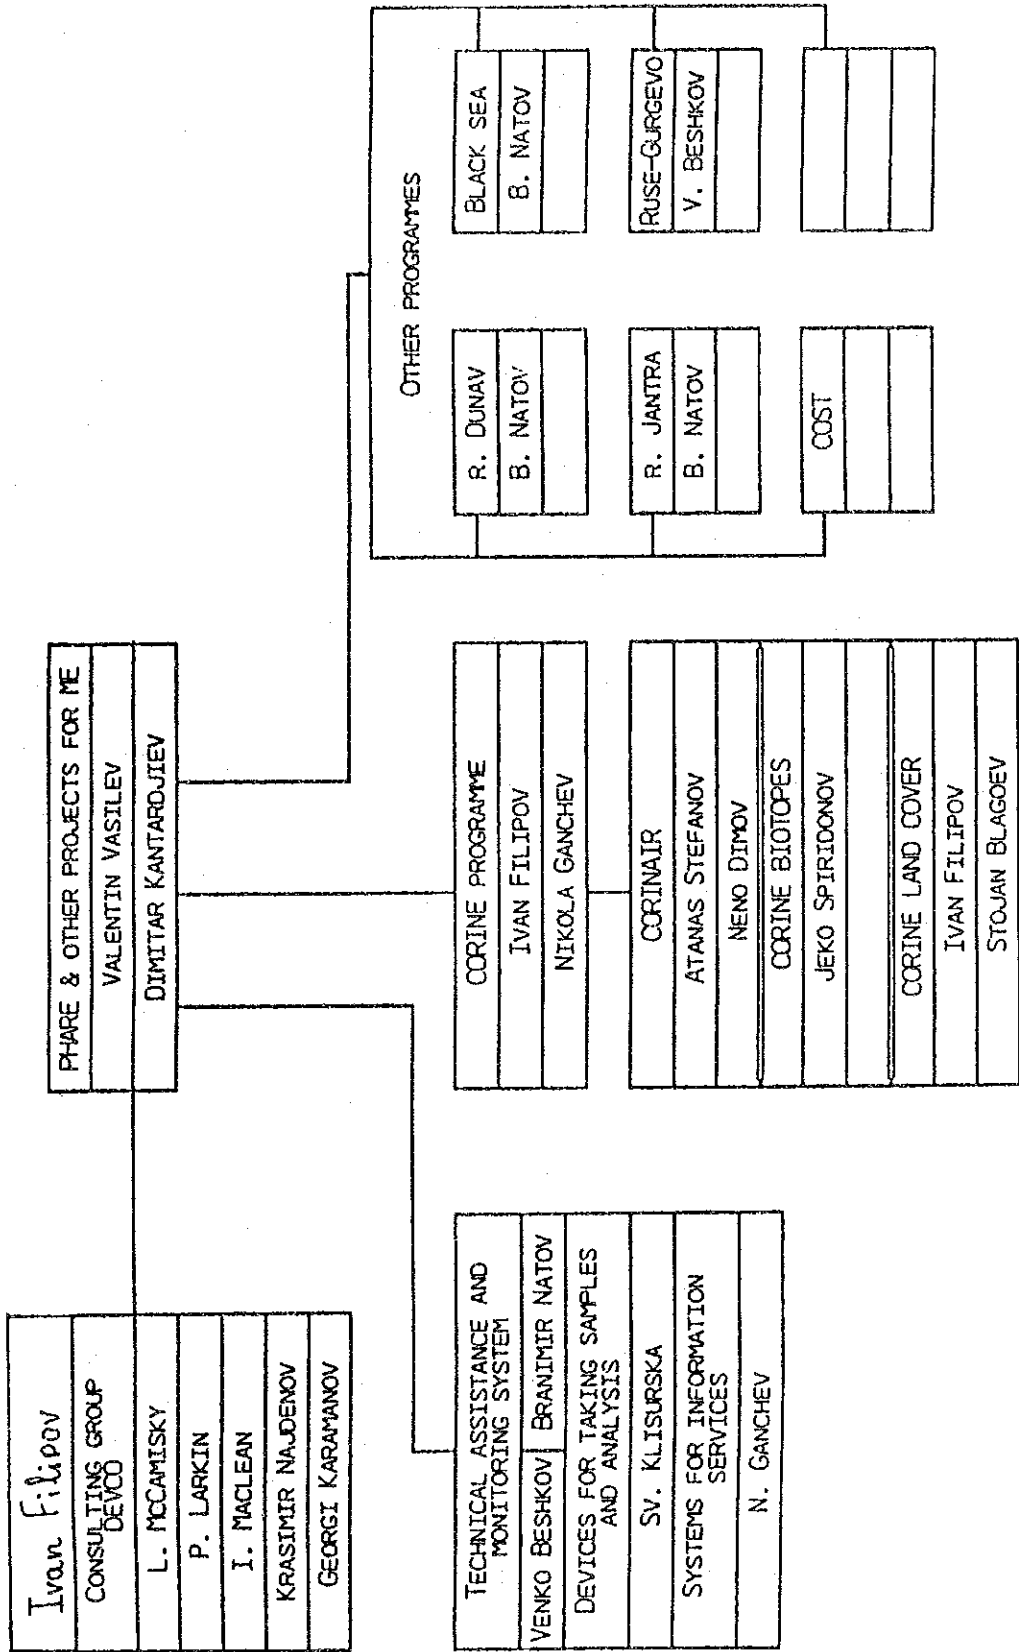 Ivan Filipov
CONSULTING GROUP
DEVCO
L. MCCAMISKY
P. LARKIN
I. MACLEAN
KRASIMIR NAJDENOV
GEORGI KARAMANOV
PHARE & OTHER PROJECTS FOR ME
VALENTIN VASILEV
DIMITAR KANTARDJIEV
TECHNICAL ASSISTANCE AND
MONITORING SYSTEM
VENKO BESHKOV
BRANIMIR NATOV
DEVICES FOR TAKING SAMPLES
AND ANALYSIS
SV. KLISURSKA
SYSTEMS FOR INFORMATION
SERVICES
N. GANCHEV
CORINE PROGRAMME
IVAN FILIPOV
NIKOLA GANCHEV
CORINAIR
ATANAS STEFANOV
NENO DIMOV
CORINE BIOTOPES
JEKO SPIRIDONOV
CORINE LAND COVER
IVAN FILIPOV
STOJAN BLAGOEV
OTHER PROGRAMMES
R. DUNAV
B. NATOV
BLACK SEA
B. NATOV
R. JANTRA
B. NATOV
RUSE-GURGEVO
V. BESHKOV
COST